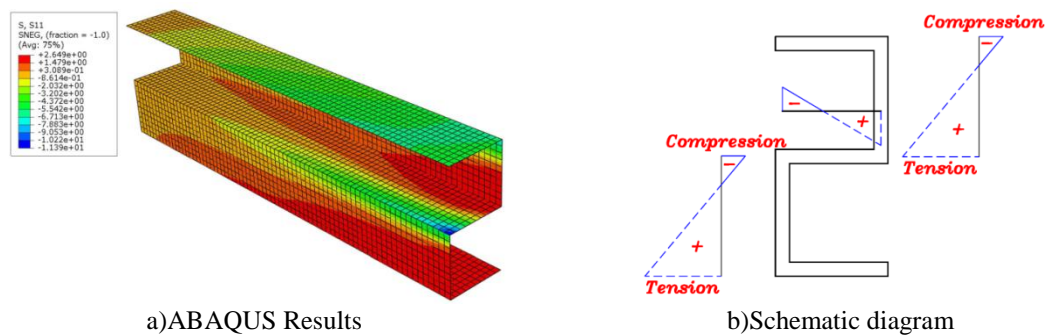 S, S11
SNEG, (fraction = -1.0)
(Avg: 75%)
+2.649e+00
+1.479e+00
+3.089e-01
-8.614e-01
-2.032e+00
-3.202e+00
-4.372e+00
-5.542e+00
-6.713e+00
-7.883e+00
-9.053e+00
-1.022e+01
-1.139e+01
Compression
-
+
Tension
-
+
Compression
-
+
Tension
a)ABAQUS Results
b)Schematic diagram